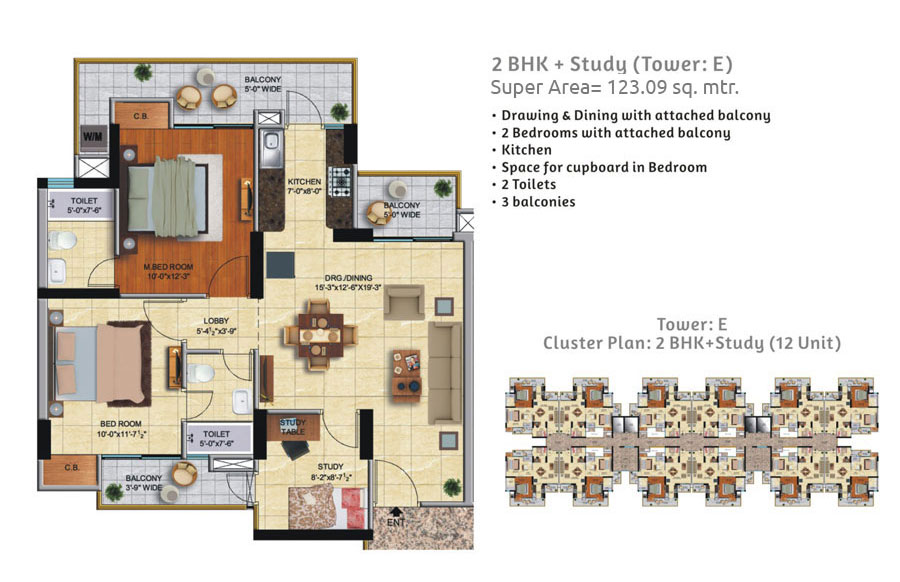 2 BHK + Study (Tower: E)
Super Area= 123.09 sq. mtr.
• Drawing & Dining with attached balcony
• 2 Bedrooms with attached balcony
• Kitchen
• Space for cupboard in Bedroom
• 2 Toilets
• 3 balconies
BALCONY
5'-0" WIDE
C.B.
W/M
KITCHEN
7'-0"x8'-0"
TOILET
5'-0"x7'-6"
BALCONY
5'-0" WIDE
M.BED ROOM
10'-0"x12'-3"
DRG./DINING
15'-3"x12'-6"X19'-3"
LOBBY
5'-4½"x3'-9"
BED ROOM
10'-0"x11'-7½"
STUDY
TABLE
TOILET
5'-0"x7'-6"
C.B.
BALCONY
3'-9" WIDE
STUDY
8'-2"x8'-7½"
ENT
Tower: E
Cluster Plan: 2 BHK+Study (12 Unit)